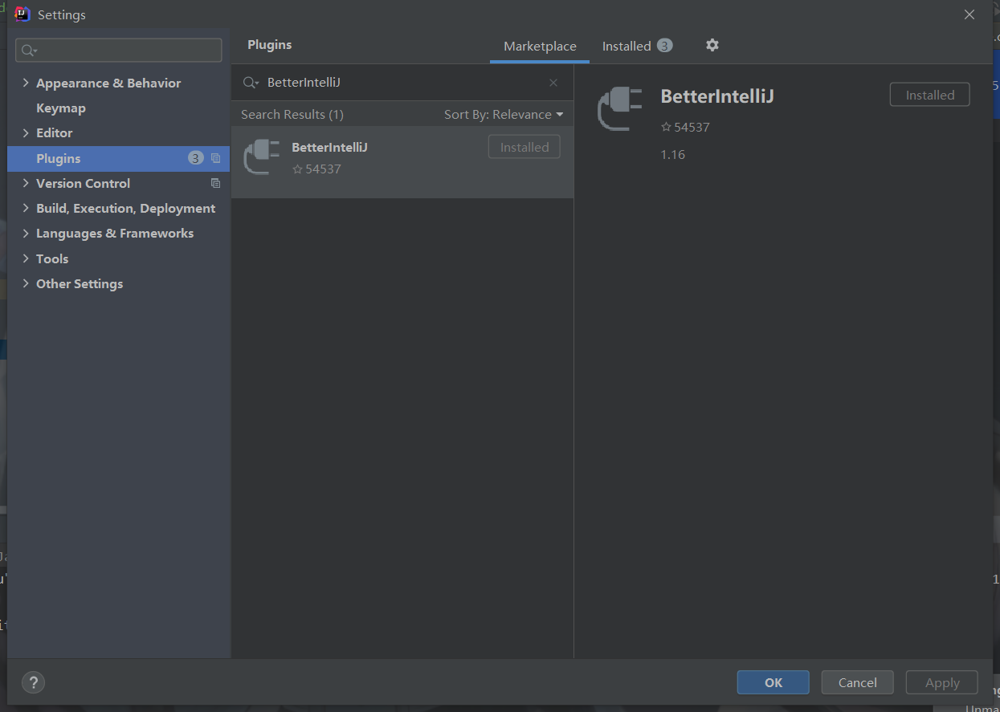 Settings
Plugins
Marketplace
Installed 3
BetterIntelliJ
Search Results (1)
Sort By: Relevance
BetterIntelliJ
54537
Installed
BetterIntelliJ
54537
1.16
Installed
Appearance & Behavior
Keymap
Editor
Plugins 3
Version Control
Build, Execution, Deployment
Languages & Frameworks
Tools
Other Settings
?
OK
Cancel
Apply